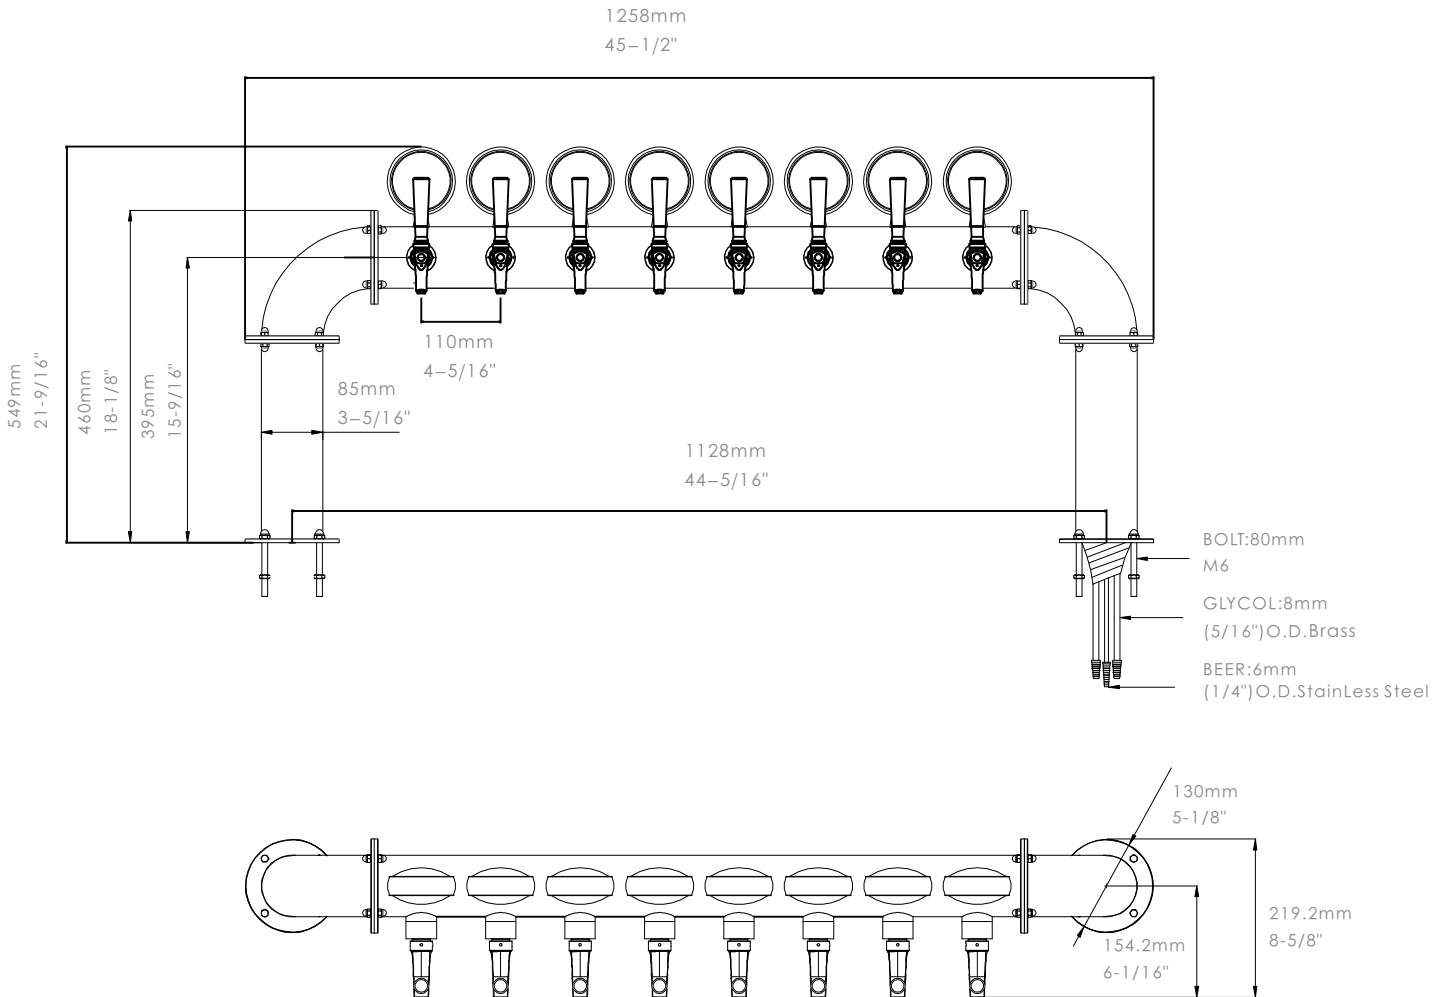 1258mm
45–1/2"
110mm
4–5/16"
549mm
21-9/16"
460mm
18-1/8"
395mm
15-9/16"
85mm
3–5/16"
1128mm
44–5/16"
BOLT:80mm
M6
GLYCOL:8mm
(5/16")O.D.Brass
BEER:6mm
(1/4")O.D.StainLess Steel
130mm
5-1/8"
219.2mm
8-5/8"
154.2mm
6-1/16"